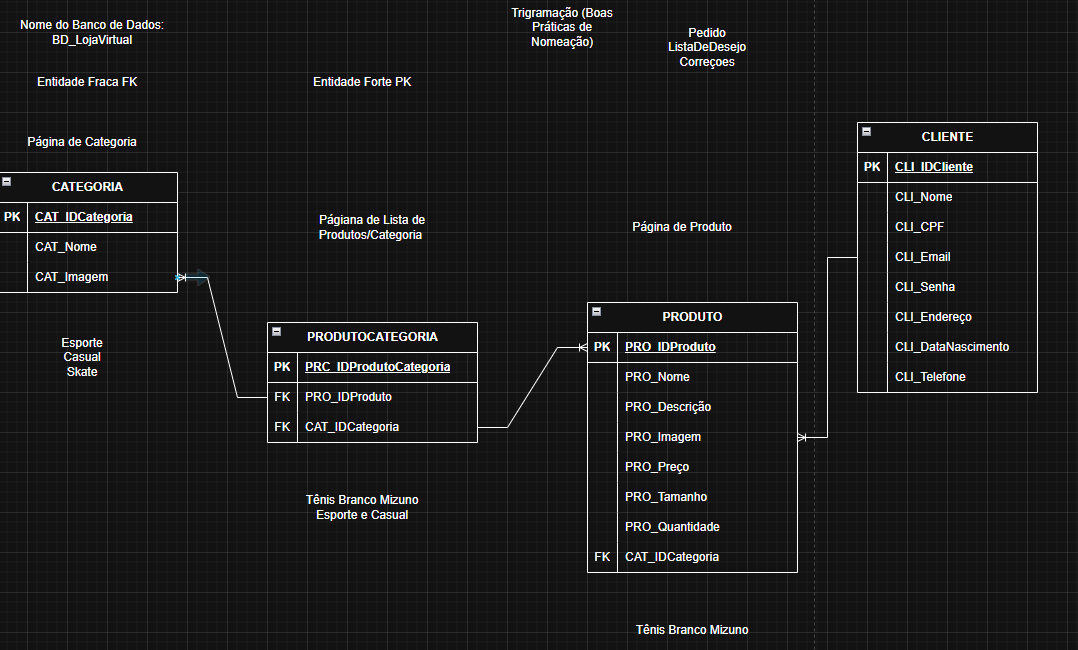 Nome do Banco de Dados:
BD_LojaVirtual
Trigramação (Boas
Práticas de
Nomeação)
Pedido
ListaDeDesejo
Correçoes
Entidade Fraca FK
Entidade Forte PK
Página de Categoria
CATEGORIA
PK CAT_IDCategoria
CAT_Nome
CAT_Imagem
Esporte
Casual
Skate
Págiana de Lista de
Produtos/Categoria
PRODUTOCATEGORIA
PK PRC_IDProdutoCategoria
FK PRO_IDProduto
FK CAT_IDCategoria
Tênis Branco Mizuno
Esporte e Casual
Página de Produto
PRODUTO
PK PRO_IDProduto
PRO_Nome
PRO_Descrição
PRO_Imagem
PRO_Preço
PRO_Tamanho
PRO_Quantidade
FK CAT_IDCategoria
Tênis Branco Mizuno
CLIENTE
PK CLI_IDCliente
CLI_Nome
CLI_CPF
CLI_Email
CLI_Senha
CLI_Endereço
CLI_DataNascimento
CLI_Telefone